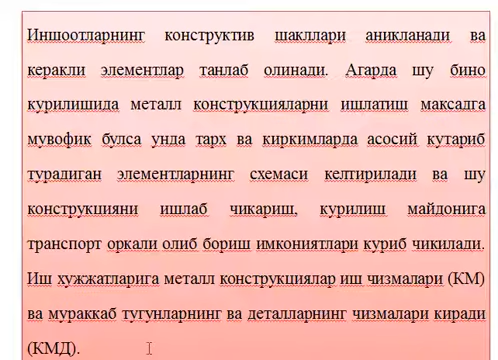 Иншоотларнинг конструктив шакллари аникланади ва
керакли элементлар танлаб олинади. Агарда шу бино
курилишида металл конструкцияларни ишлатиш максадга
мувофик булса унда тарх ва киркимларда асосий кутариб
турадиган элементларнинг схемаси келтирилади ва шу
конструкцияни ишлаб чикариш, курилиш майдонига
транспорт оркали олиб бориш имкониятлари куриб чикилади.
Иш хужжатларига металл конструкциялар иш чизмалари (КМ)
ва мураккаб тугунларнинг ва деталларнинг чизмалари киради
(КМД).